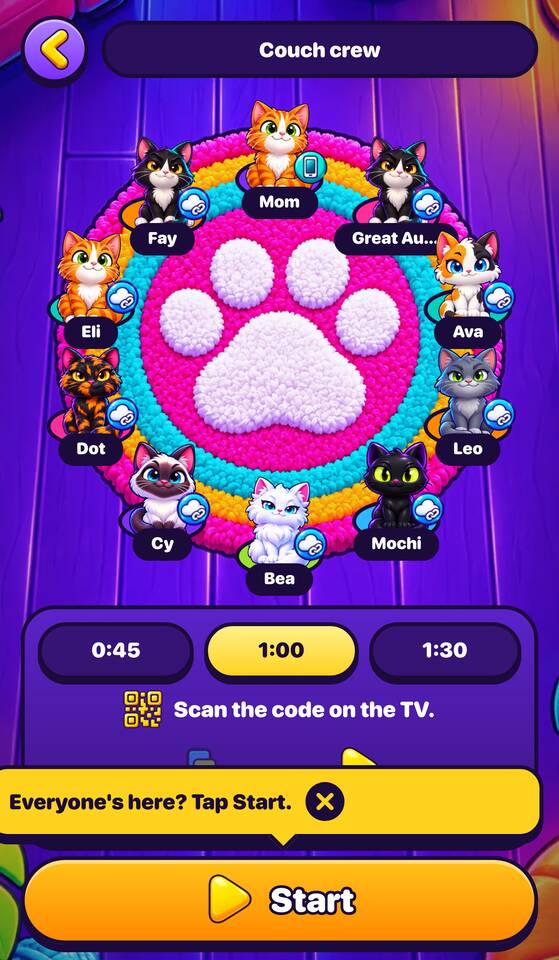 Couch crew
Mom
Fay
Great Au...
Eli
Ava
Dot
Leo
Cy
Mochi
Bea
0:45
1:00
1:30
Scan the code on the TV.
Everyone's here? Tap Start.
Start